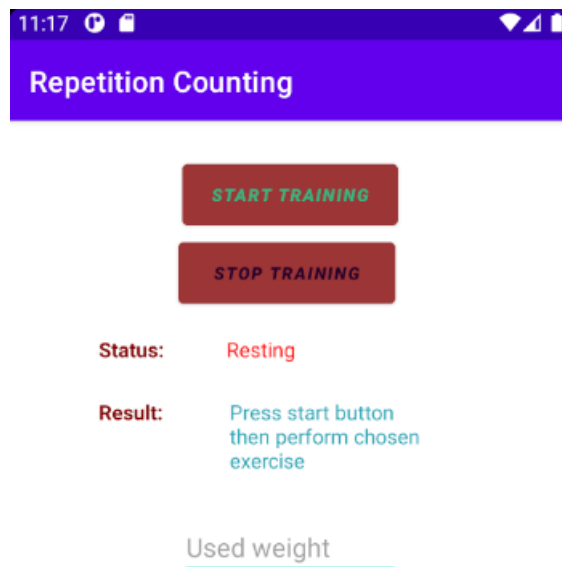 11:17
Repetition Counting
START TRAINING
STOP TRAINING
Status: Resting
Result: Press start button
then perform chosen
exercise
Used weight